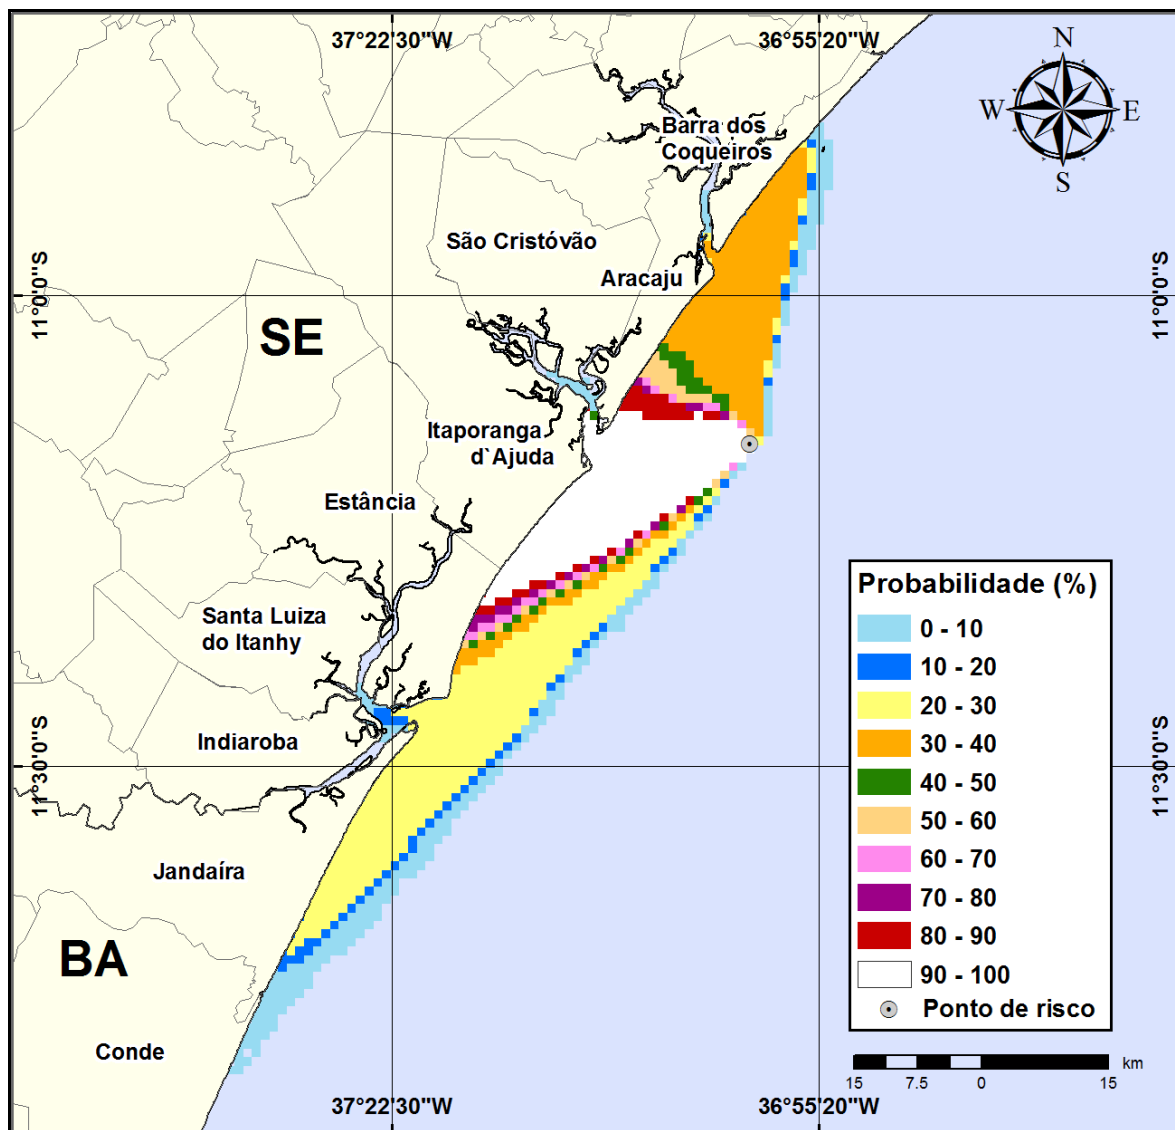 37°22'30"W
36°55'20"W
N
W
E
S
Barra dos
Coqueiros
São Cristóvão
Aracaju
11°0'0"S
11°0'0"S
SE
Itaporanga
d`Ajuda
Estância
Santa Luiza
do Itanhy
Indiaroba
11°30'0"S
11°30'0"S
Jandaíra
BA
Conde
Probabilidade (%)
0 - 10
10 - 20
20 - 30
30 - 40
40 - 50
50 - 60
60 - 70
70 - 80
80 - 90
90 - 100
Ponto de risco
km
15 7.5 0 15
37°22'30"W
36°55'20"W